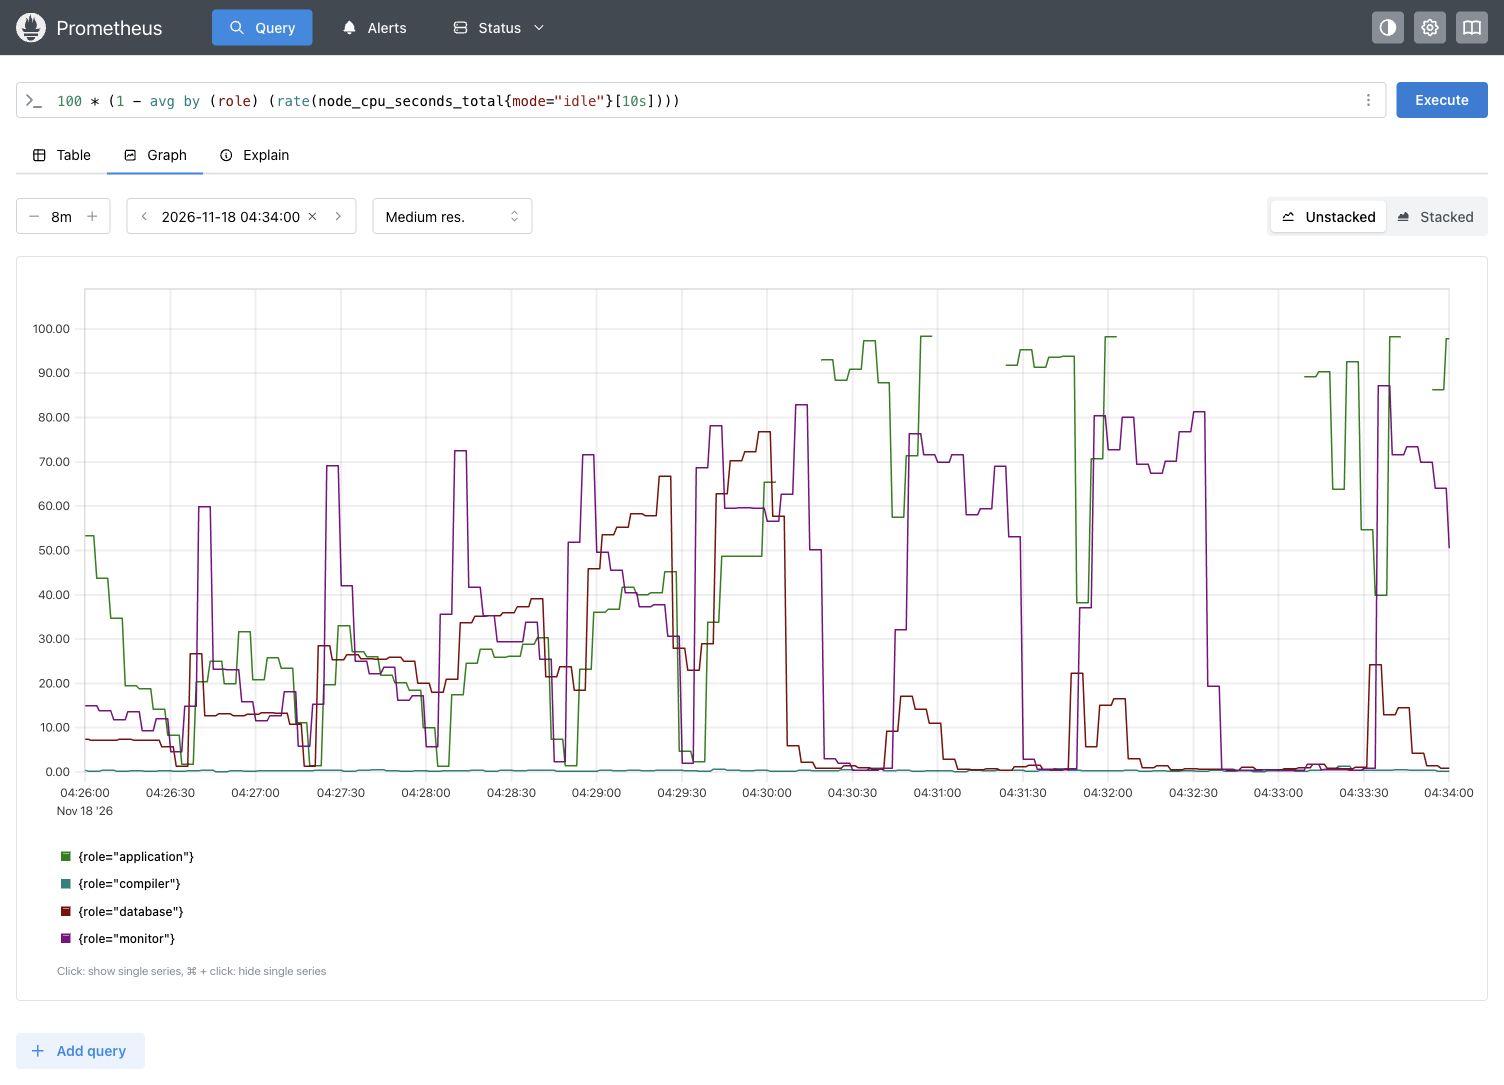 Prometheus Query Alerts Status
>_ 100 * (1 - avg by (role) (rate(node_cpu_seconds_total{mode="idle"}[10s]))) Execute
Table Graph Explain
8m 2026-11-18 04:34:00 Medium res. Unstacked Stacked
100.00
90.00
80.00
70.00
60.00
50.00
40.00
30.00
20.00
10.00
0.00
04:26:00 04:26:30 04:27:00 04:27:30 04:28:00 04:28:30 04:29:00 04:29:30 04:30:00 04:30:30 04:31:00 04:31:30 04:32:00 04:32:30 04:33:00 04:33:30 04:34:00
Nov 18 '26
{role="application"}
{role="compiler"}
{role="database"}
{role="monitor"}
Click: show single series, ⌘ + click: hide single series
Add query